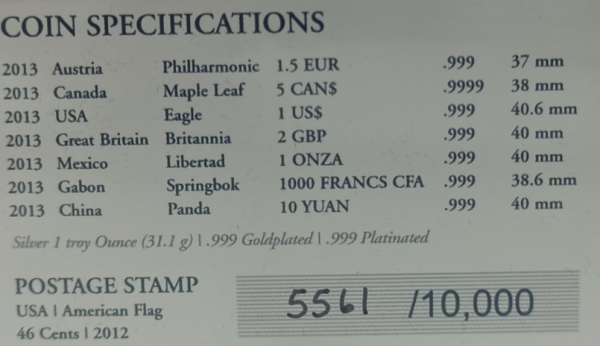 COIN SPECIFICATIONS
2013 Austria Philharmonic 1.5 EUR .999 37 mm
2013 Canada Maple Leaf 5 CAN$ .9999 38 mm
2013 USA Eagle 1 US$ .999 40.6 mm
2013 Great Britain Britannia 2 GBP .999 40 mm
2013 Mexico Libertad 1 ONZA .999 40 mm
2013 Gabon Springbok 1000 FRANCS CFA .999 38.6 mm
2013 China Panda 10 YUAN .999 40 mm
Silver 1 troy Ounce (31.1 g) | .999 Goldplated | .999 Platinated
POSTAGE STAMP
USA | American Flag
46 Cents | 2012
5561 /10,000